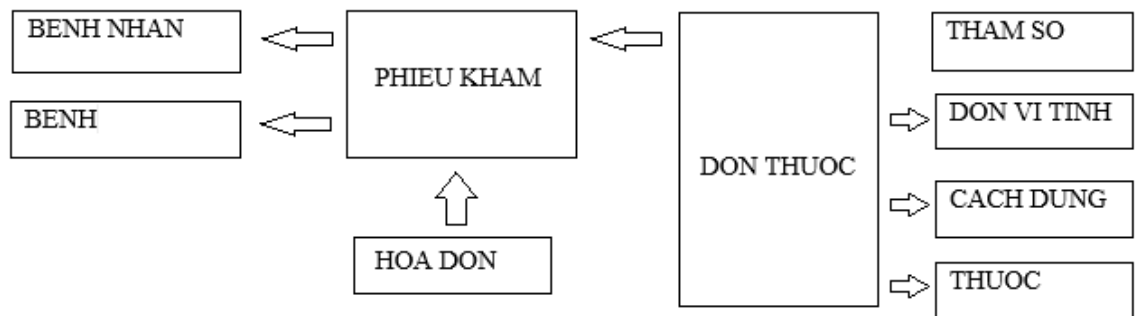 BENH NHAN
BENH
PHIEU KHAM
HOA DON
DON THUOC
THAM SO
DON VI TINH
CACH DUNG
THUOC